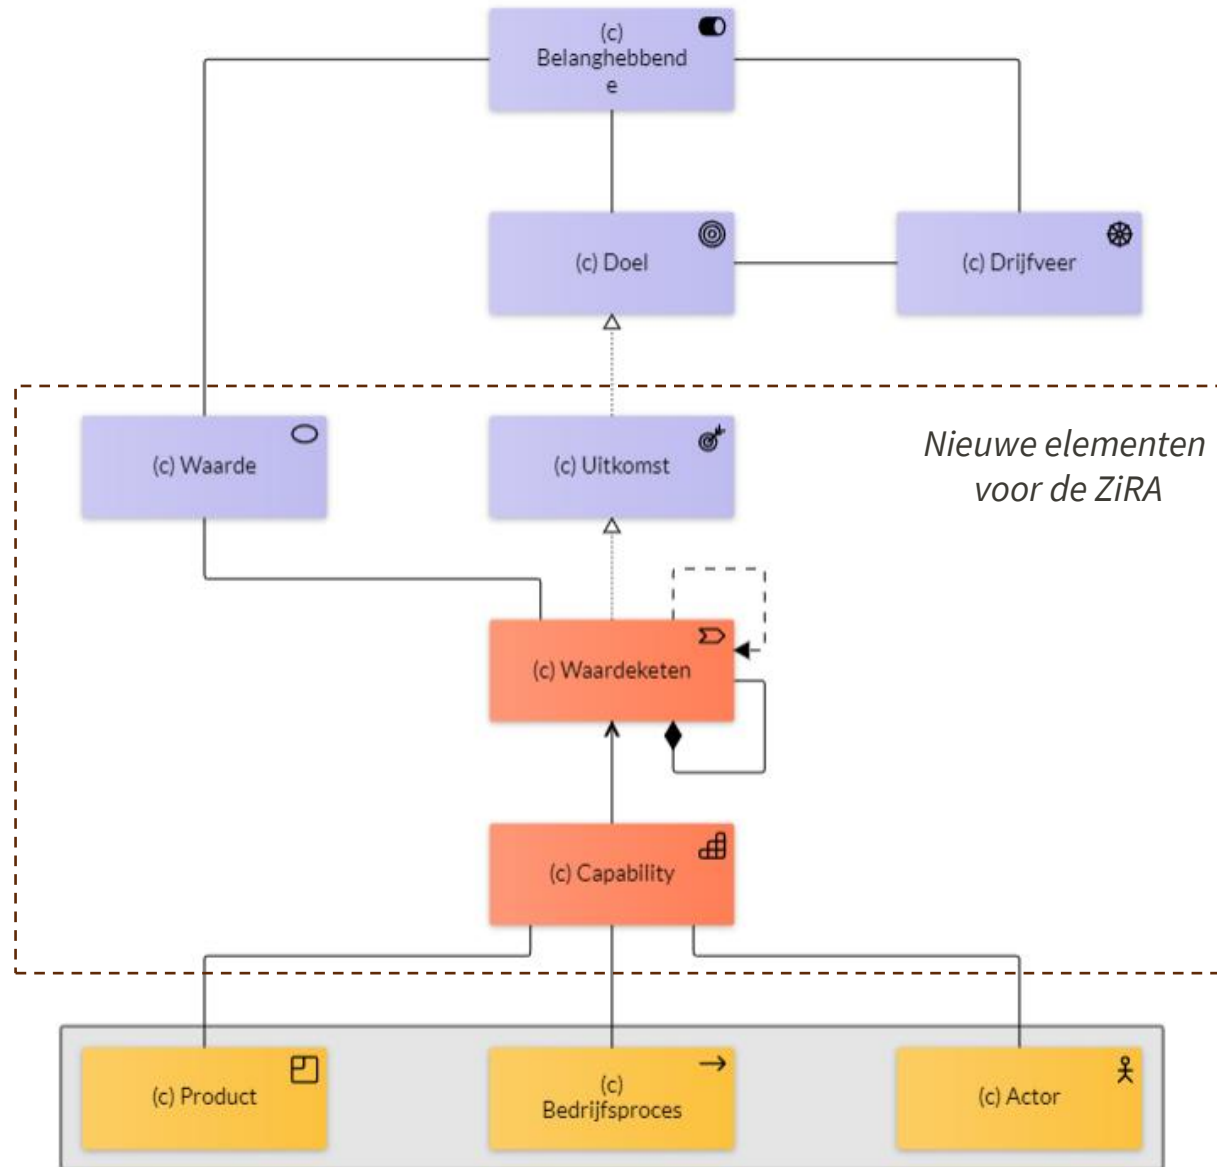 (c)
Belanghebbend
e
(c) Doel
(c) Drijfveer
(c) Waarde
(c) Uitkomst
Nieuwe elementen
voor de ZiRA
(c) Waardeketen
(c) Capability
(c) Product
(c)
Bedrijfsproces
(c) Actor